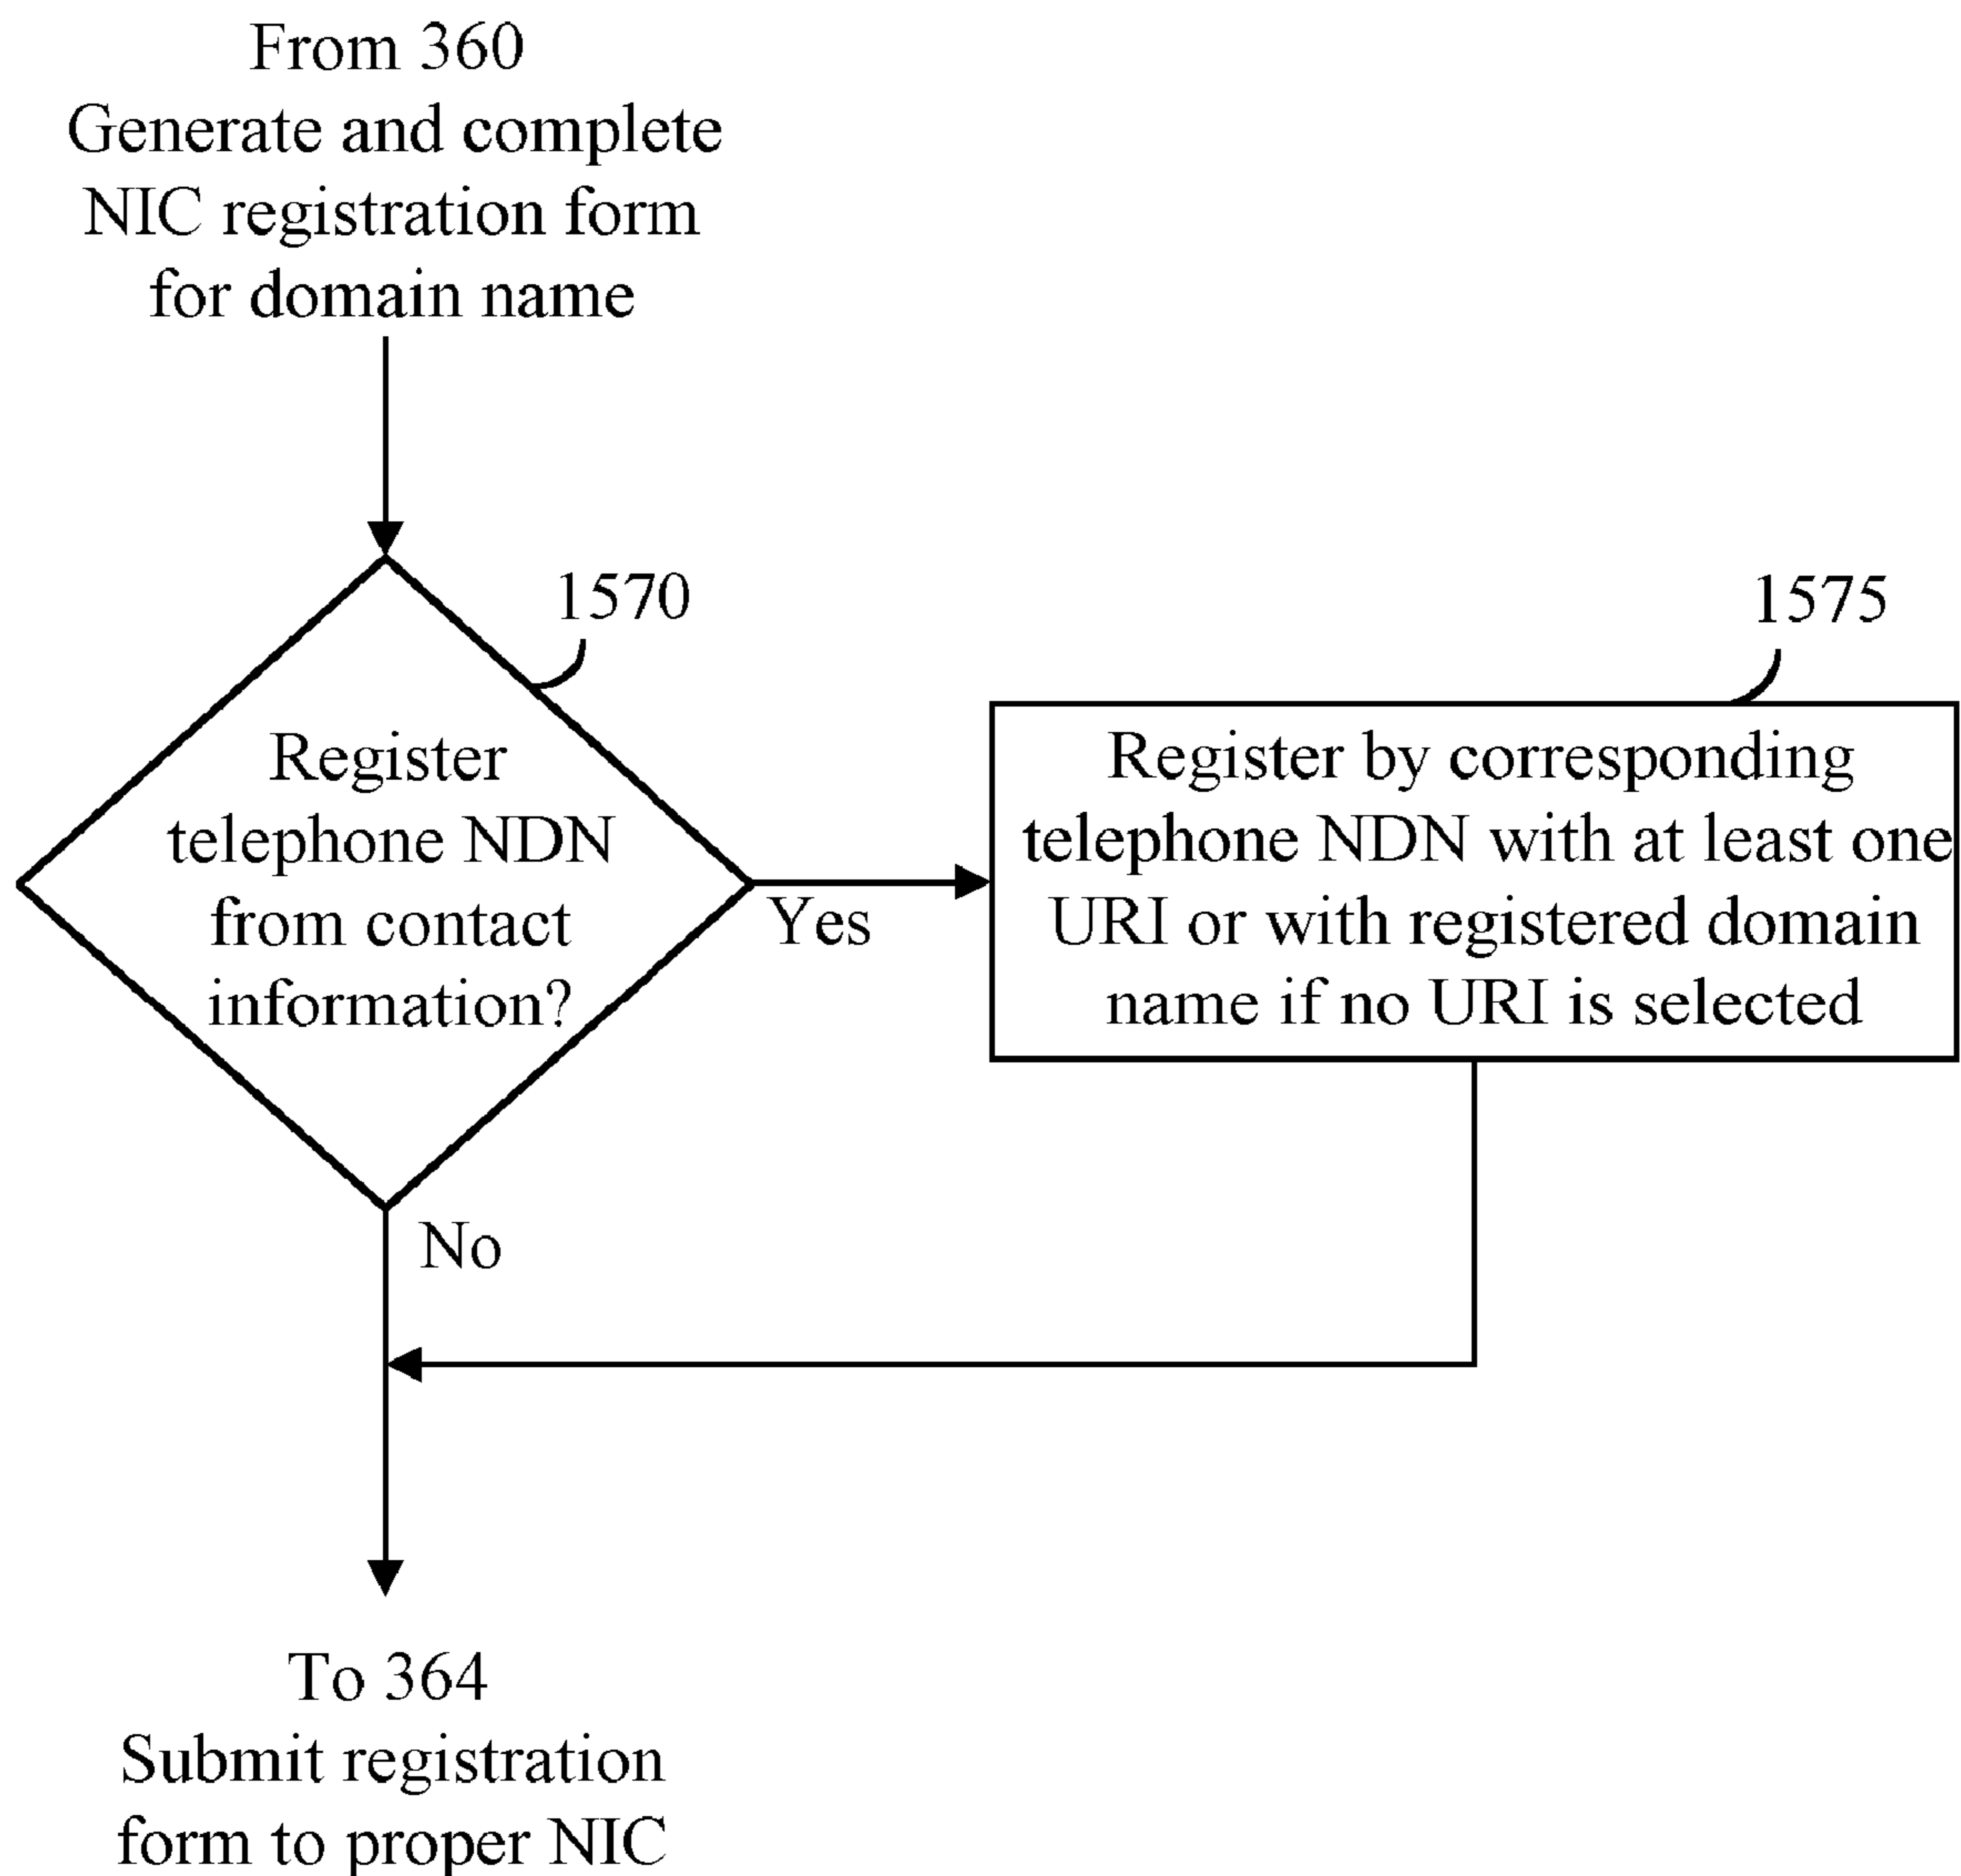 From 360
Generate and complete
NIC registration form
for domain name
1570
1575
Register
telephone NDN
from contact
information?
Yes
Register by corresponding
telephone NDN with at least one
URI or with registered domain
name if no URI is selected
No
To 364
Submit registration
form to proper NIC